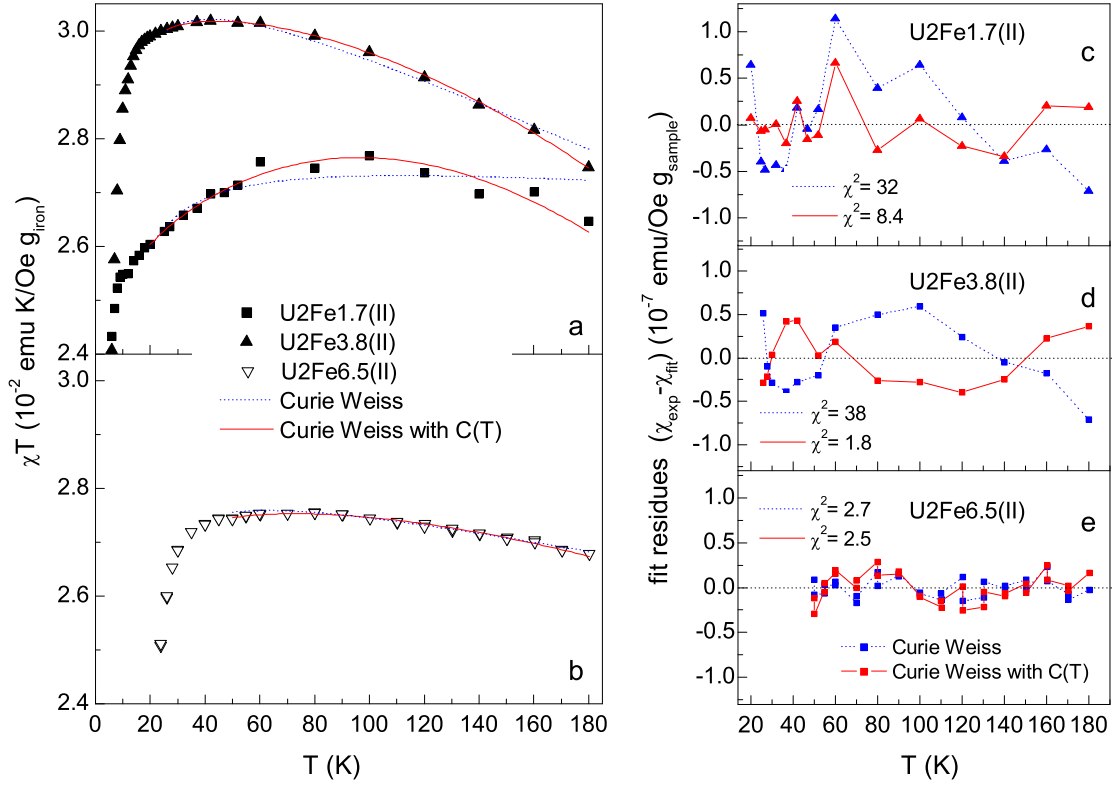 χT (10⁻² emu K/Oe g_iron)
3.0
2.8
2.6
2.4
a
U2Fe1.7(II)
U2Fe3.8(II)
U2Fe6.5(II)
Curie Weiss
Curie Weiss with C(T)
3.0
2.8
2.6
2.4
b
0 20 40 60 80 100 120 140 160 180
T (K)
fit residues (χ_exp-χ_fit) (10⁻⁷ emu/Oe g_sample)
U2Fe1.7(II)
c
1.0
0.5
0.0
-0.5
-1.0
χ²= 32
χ²= 8.4
U2Fe3.8(II)
d
1.0
0.5
0.0
-0.5
-1.0
χ²= 38
χ²= 1.8
U2Fe6.5(II)
e
1.0
0.5
0.0
-0.5
-1.0
χ²= 2.7
χ²= 2.5
Curie Weiss
Curie Weiss with C(T)
20 40 60 80 100 120 140 160 180
T (K)